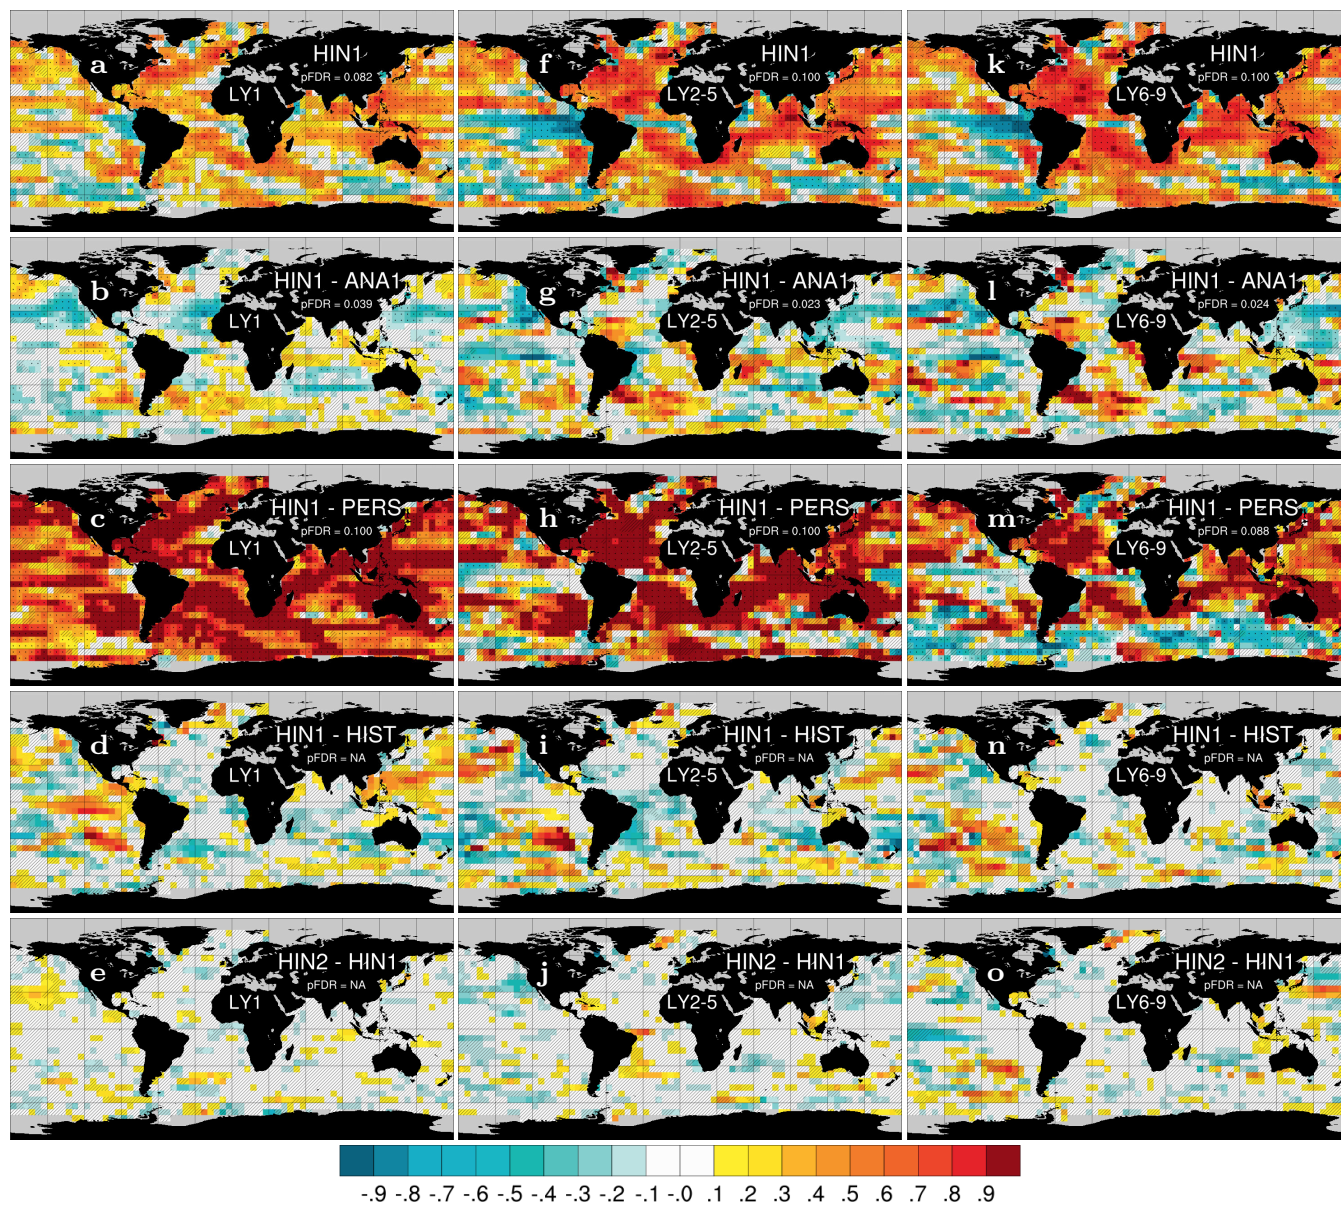 a HIN1
pFDR = 0.082
LY1
f HIN1
pFDR = 0.100
LY2-5
k HIN1
pFDR = 0.100
LY6-9
b HIN1 - ANA1
pFDR = 0.039
LY1
g HIN1 - ANA1
pFDR = 0.023
LY2-5
l HIN1 - ANA1
pFDR = 0.024
LY6-9
c HIN1 - PERS
pFDR = 0.100
LY1
h HIN1 - PERS
pFDR = 0.100
LY2-5
m HIN1 - PERS
pFDR = 0.088
LY6-9
d HIN1 - HIST
pFDR = NA
LY1
i HIN1 - HIST
pFDR = NA
LY2-5
n HIN1 - HIST
pFDR = NA
LY6-9
e HIN2 - HIN1
pFDR = NA
LY1
j HIN2 - HIN1
pFDR = NA
LY2-5
o HIN2 - HIN1
pFDR = NA
LY6-9
-.9 -.8 -.7 -.6 -.5 -.4 -.3 -.2 -.1 -.0 .1 .2 .3 .4 .5 .6 .7 .8 .9